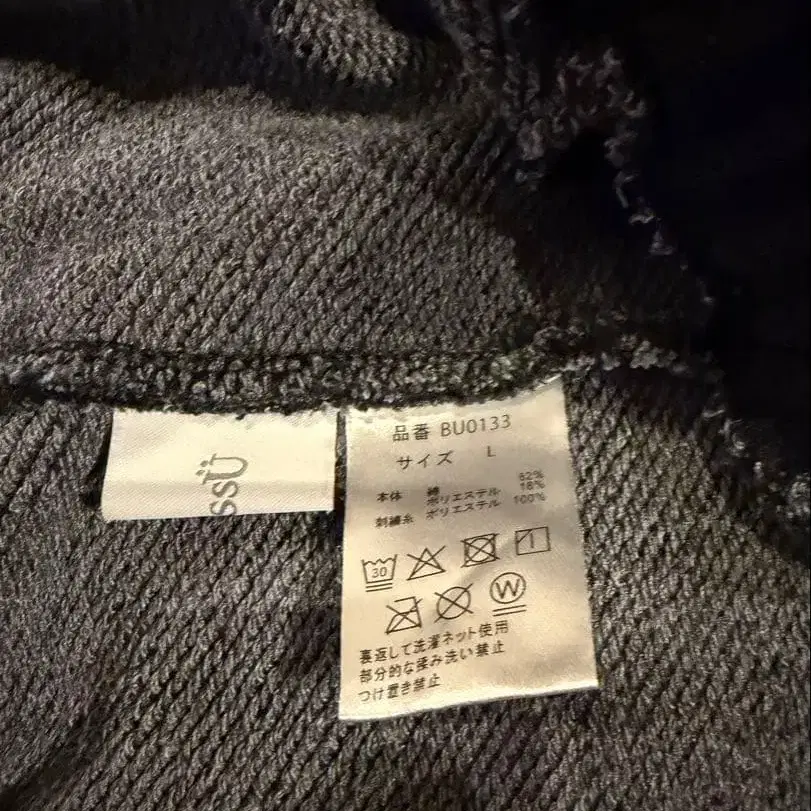 ssü
品番 BU0133
サイズ L
本体 綿 82%
ポリエステル 18%
刺繍糸 ポリエステル 100%
30
W
裏返して洗濯ネット使用
部分的な揉み洗い禁止
つけ置き禁止